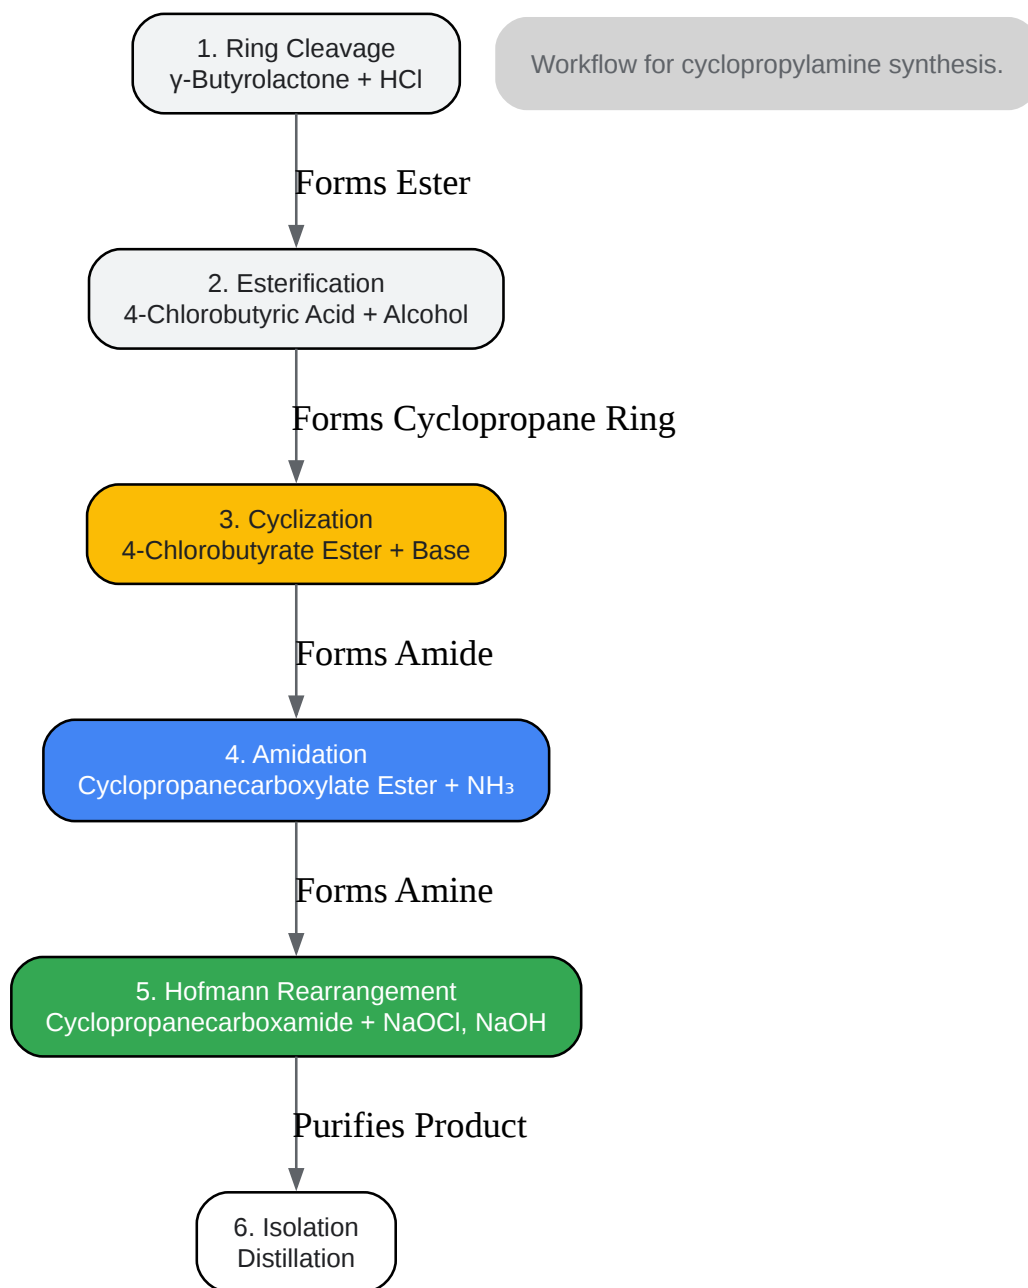 1. Ring Cleavage
γ-Butyrolactone + HCl
Workflow for cyclopropylamine synthesis.
Forms Ester
2. Esterification
4-Chlorobutyric Acid + Alcohol
Forms Cyclopropane Ring
3. Cyclization
4-Chlorobutyrate Ester + Base
Forms Amide
4. Amidation
Cyclopropanecarboxylate Ester + NH₃
Forms Amine
5. Hofmann Rearrangement
Cyclopropanecarboxamide + NaOCl, NaOH
Purifies Product
6. Isolation
Distillation